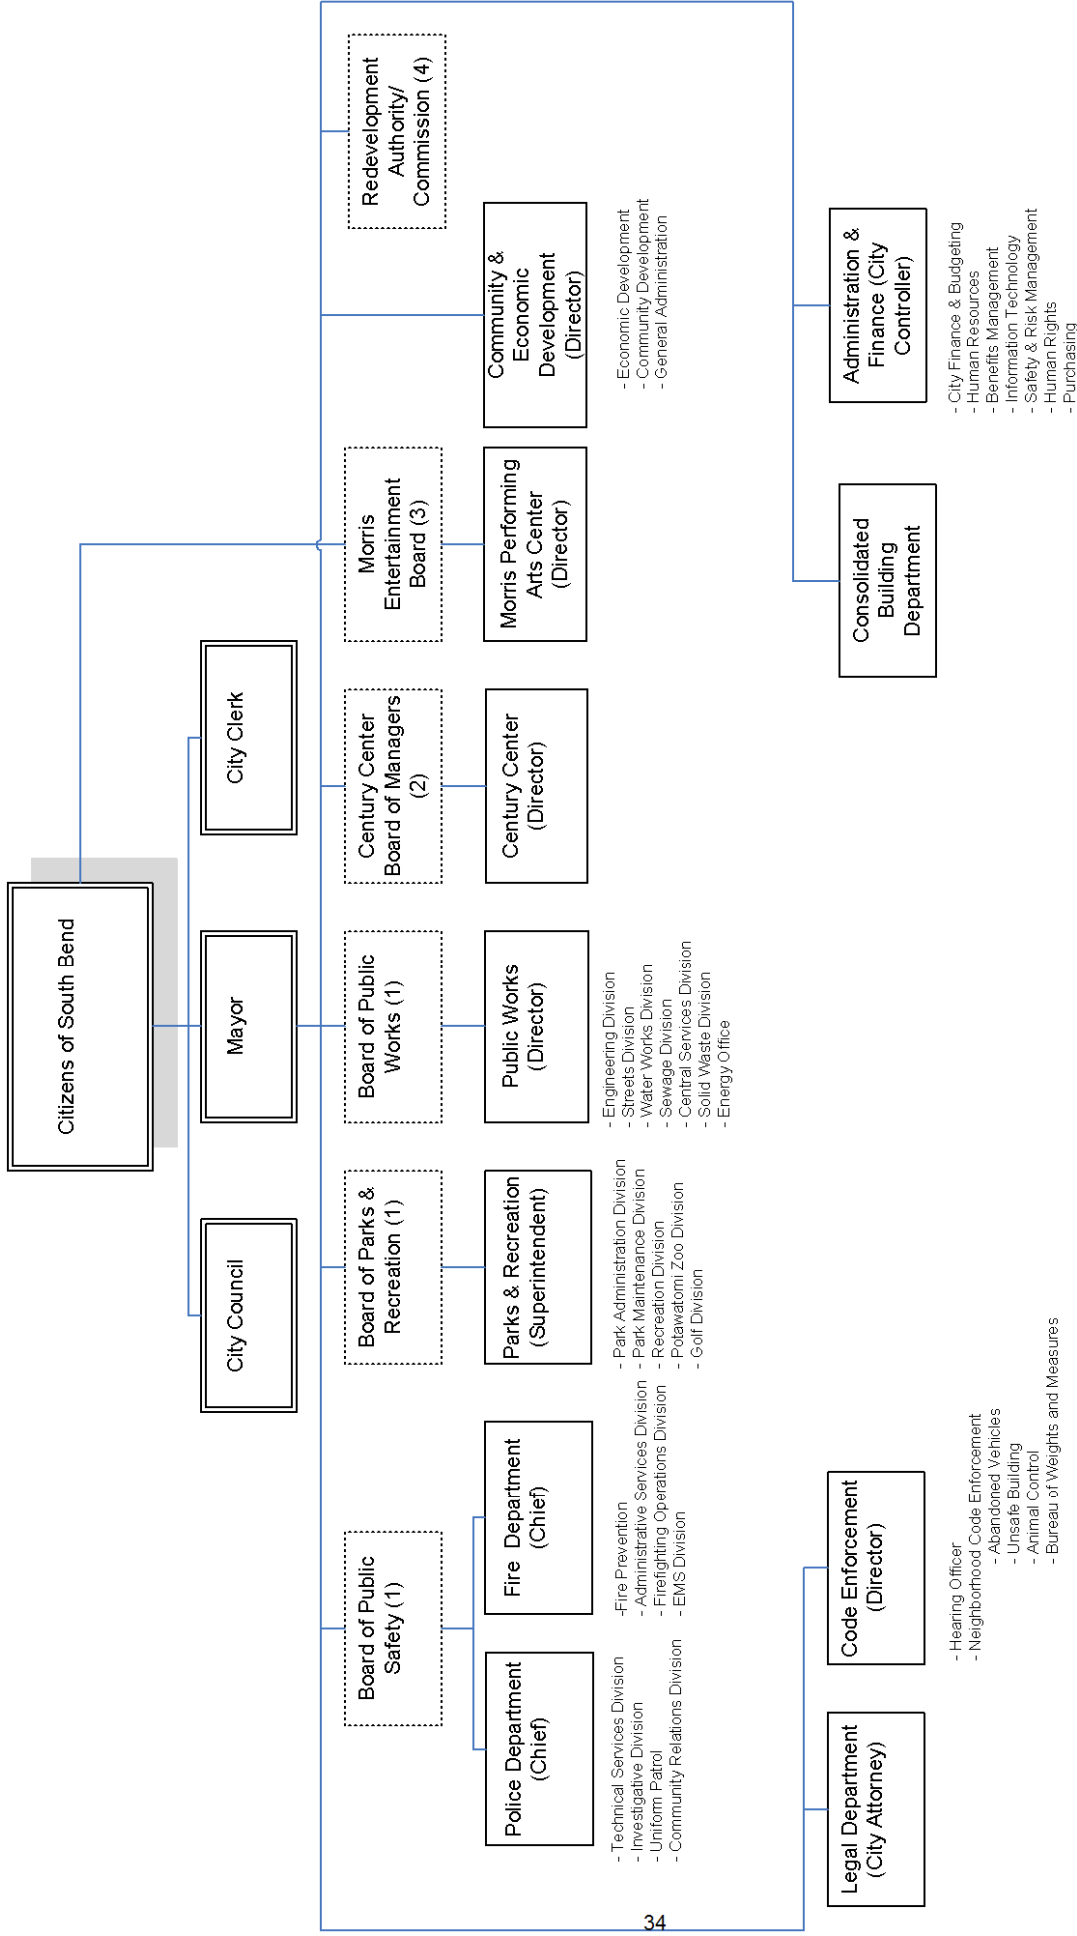 Citizens of South Bend
City Council
Mayor
City Clerk
Board of Public
Safety (1)
Board of Parks &
Recreation (1)
Board of Public
Works (1)
Century Center
Board of Managers
(2)
Morris
Entertainment
Board (3)
Redevelopment
Authority/
Commission (4)
Police Department
(Chief)
Fire Department
(Chief)
Parks & Recreation
(Superintendent)
Public Works
(Director)
Century Center
(Director)
Morris Performing
Arts Center
(Director)
Community &
Economic
Development
(Director)
- Technical Services Division
- Investigative Division
- Uniform Patrol
- Community Relations Division
-Fire Prevention
- Administrative Services Division
- Firefighting Operations Division
- EMS Division
- Park Administration Division
- Park Maintenance Division
- Recreation Division
- Potawatomi Zoo Division
- Golf Division
- Engineering Division
- Streets Division
- Water Works Division
- Sewage Division
- Central Services Division
- Solid Waste Division
- Energy Office
- Economic Development
- Community Development
- General Administration
Legal Department
(City Attorney)
Code Enforcement
(Director)
Consolidated
Building
Department
Administration &
Finance (City
Controller)
- Hearing Officer
- Neighborhood Code Enforcement
- Abandoned Vehicles
- Unsafe Building
- Animal Control
- Bureau of Weights and Measures
- City Finance & Budgeting
- Human Resources
- Benefits Management
- Information Technology
- Safety & Risk Management
- Human Rights
- Purchasing
34